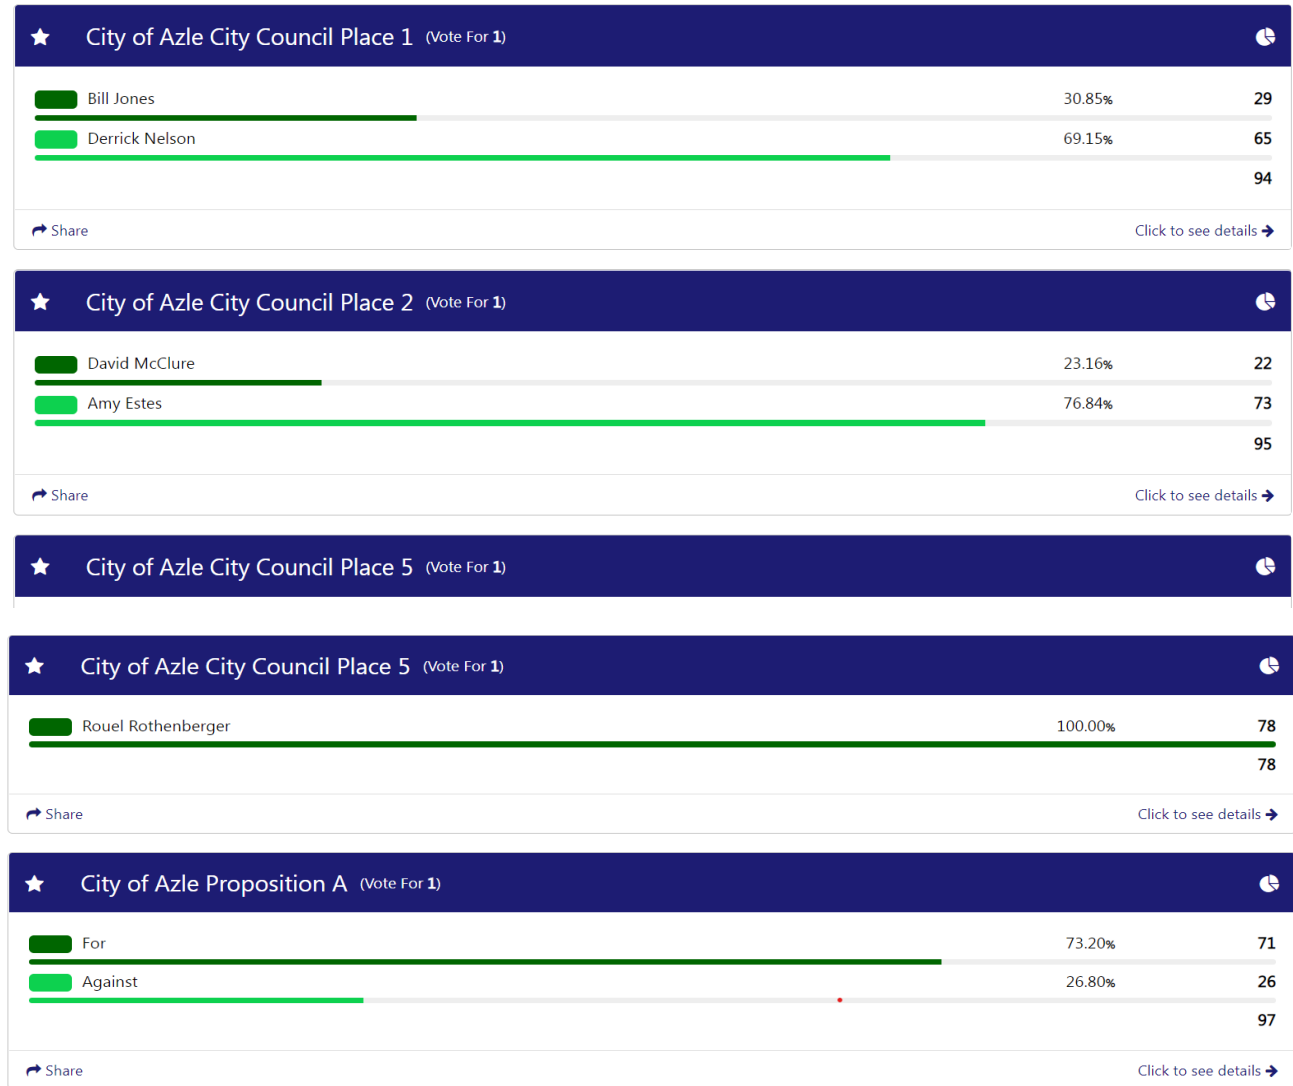 City of Azle City Council Place 1 (Vote For 1)
Bill Jones 30.85% 29
Derrick Nelson 69.15% 65
94
Share Click to see details
City of Azle City Council Place 2 (Vote For 1)
David McClure 23.16% 22
Amy Estes 76.84% 73
95
Share Click to see details
City of Azle City Council Place 5 (Vote For 1)
City of Azle City Council Place 5 (Vote For 1)
Rouel Rothenberger 100.00% 78
78
Share Click to see details
City of Azle Proposition A (Vote For 1)
For 73.20% 71
Against 26.80% 26
97
Share Click to see details